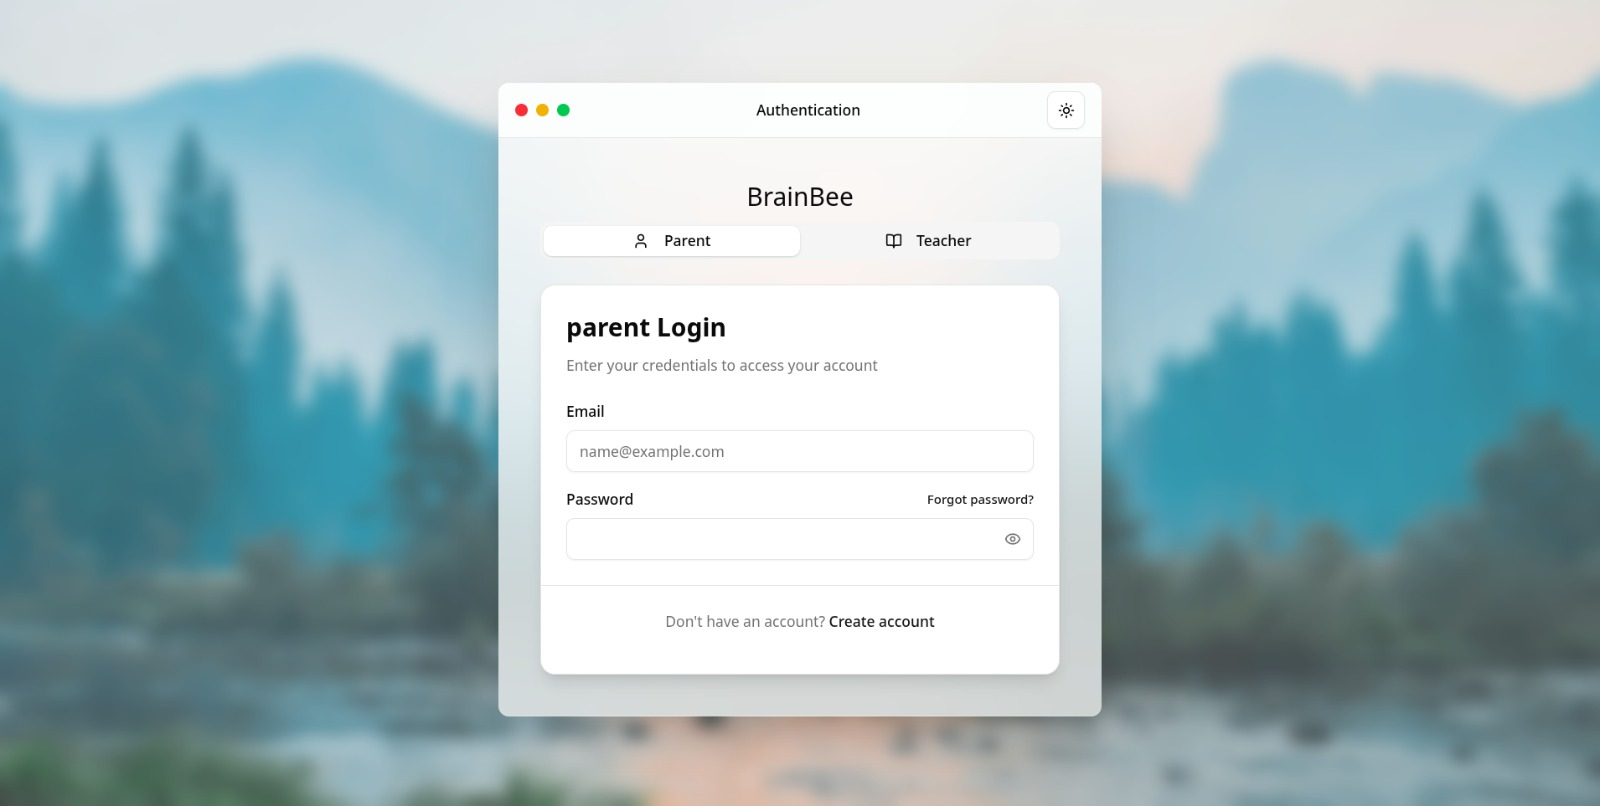 Authentication
BrainBee
Parent
Teacher
parent Login
Enter your credentials to access your account
Email
name@example.com
Password
Forgot password?
Don't have an account? Create account